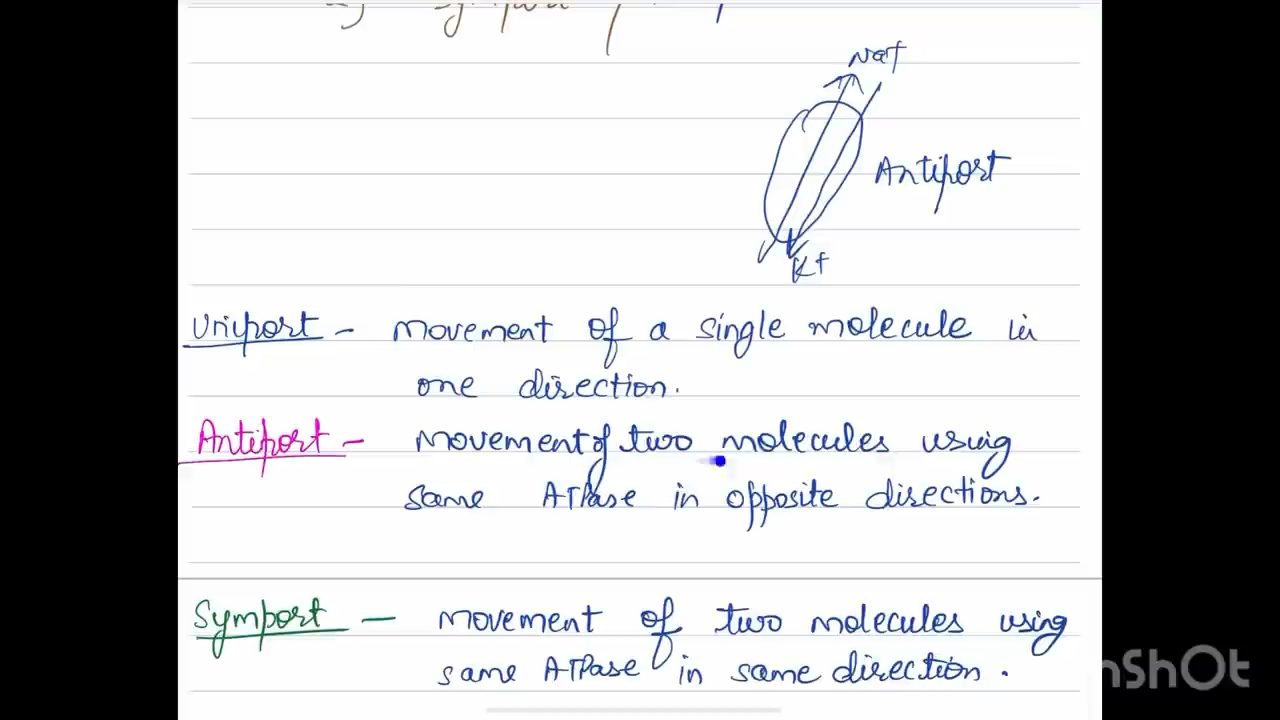 Na+
Antiport
K+
Uniport - movement of a single molecule in
one direction.
Antiport - movement of two molecules using
same ATPase in opposite directions.
Symport - movement of two molecules using
same ATPase in same direction.
nShOt